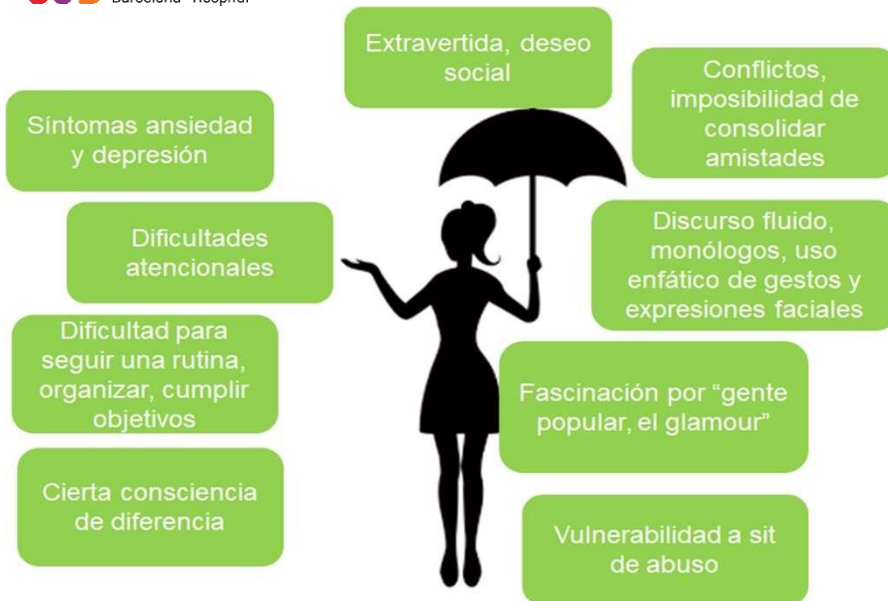 Barcelona Hospital
Extravertida, deseo
social
Conflictos,
imposibilidad de
consolidar
amistades
Síntomas ansiedad
y depresión
Dificultades
atencionales
Discurso fluido,
monólogos, uso
enfático de gestos y
expresiones faciales
Dificultad para
seguir una rutina,
organizar, cumplir
objetivos
Fascinación por “gente
popular, el glamour”
Cierta consciencia
de diferencia
Vulnerabilidad a sit
de abuso